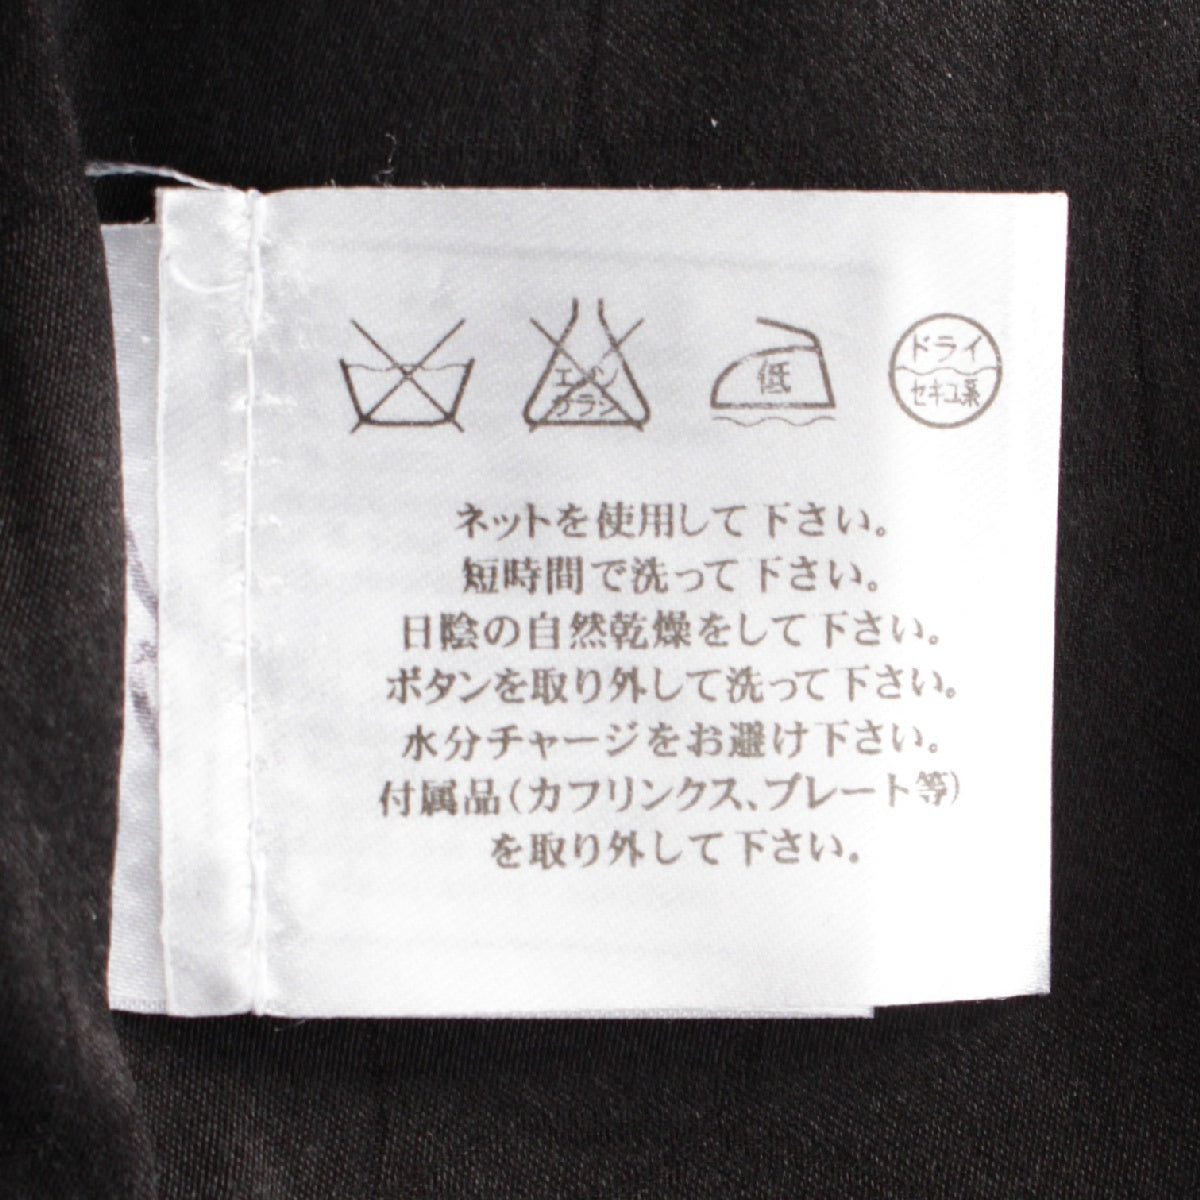 エンソ
サラシ
低
ドライ
セキユ系
ネットを使用して下さい。
短時間で洗って下さい。
日陰の自然乾燥をして下さい。
ボタンを取り外して洗って下さい。
水分チャージをお避け下さい。
付属品(カフリンクス、プレート等)
を取り外して下さい。